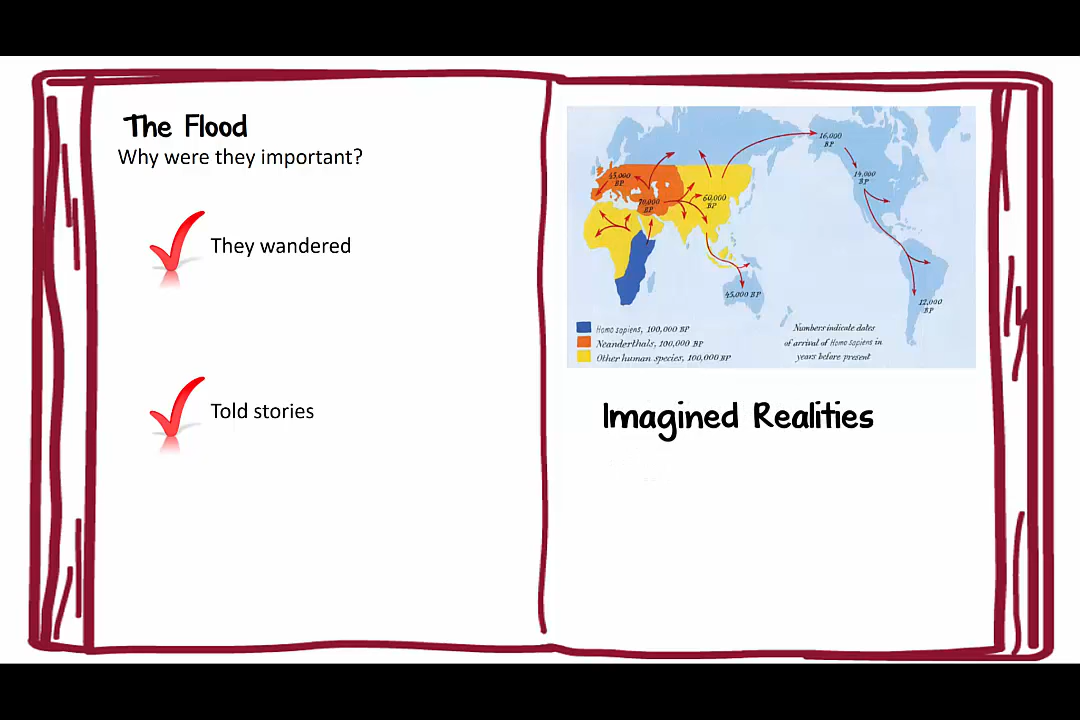 The Flood
Why were they important?
They wandered
Told stories
16,000
BP
14,000
BP
45,000
BP
70,000
BP
60,000
BP
45,000 BP
12,000
BP
Homo sapiens, 100,000 BP
Neanderthals, 100,000 BP
Other human species, 100,000 BP
Numbers indicate dates
of arrival of Homo sapiens in
years before present
Imagined Realities